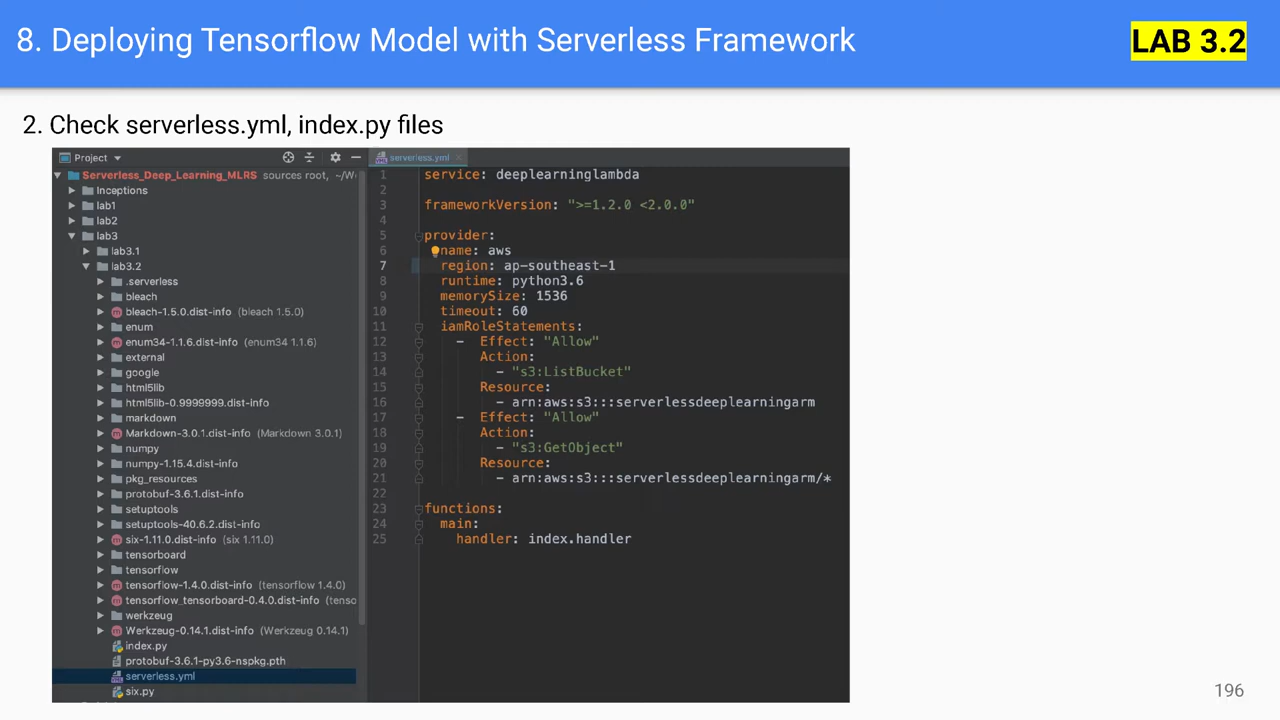 8. Deploying Tensorflow Model with Serverless Framework
LAB 3.2
2. Check serverless.yml, index.py files
Project
Serverless_Deep_Learning_MLRS sources root, ~/W
Inceptions
lab1
lab2
lab3
lab3.1
lab3.2
.serverless
bleach
bleach-1.5.0.dist-info (bleach 1.5.0)
enum
enum34-1.1.6.dist-info (enum34 1.1.6)
external
google
html5lib
html5lib-0.9999999.dist-info
markdown
Markdown-3.0.1.dist-info (Markdown 3.0.1)
numpy
numpy-1.15.4.dist-info
pkg_resources
protobuf-3.6.1.dist-info
setuptools
setuptools-40.6.2.dist-info
six-1.11.0.dist-info (six 1.11.0)
tensorboard
tensorflow
tensorflow-1.4.0.dist-info (tensorflow 1.4.0)
tensorflow_tensorboard-0.4.0.dist-info (tenso
werkzeug
Werkzeug-0.14.1.dist-info (Werkzeug 0.14.1)
index.py
protobuf-3.6.1-py3.6-nspkg.pth
serverless.yml
six.py
serverless.yml
1 service: deeplearninglambda
2
3 frameworkVersion: ">=1.2.0 <2.0.0"
4
5 provider:
6 name: aws
7 region: ap-southeast-1
8 runtime: python3.6
9 memorySize: 1536
10 timeout: 60
11 iamRoleStatements:
12 - Effect: "Allow"
13 Action:
14 - "s3:ListBucket"
15 Resource:
16 - arn:aws:s3:::serverlessdeeplearningarm
17 - Effect: "Allow"
18 Action:
19 - "s3:GetObject"
20 Resource:
21 - arn:aws:s3:::serverlessdeeplearningarm/*
22
23 functions:
24 main:
25 handler: index.handler
196